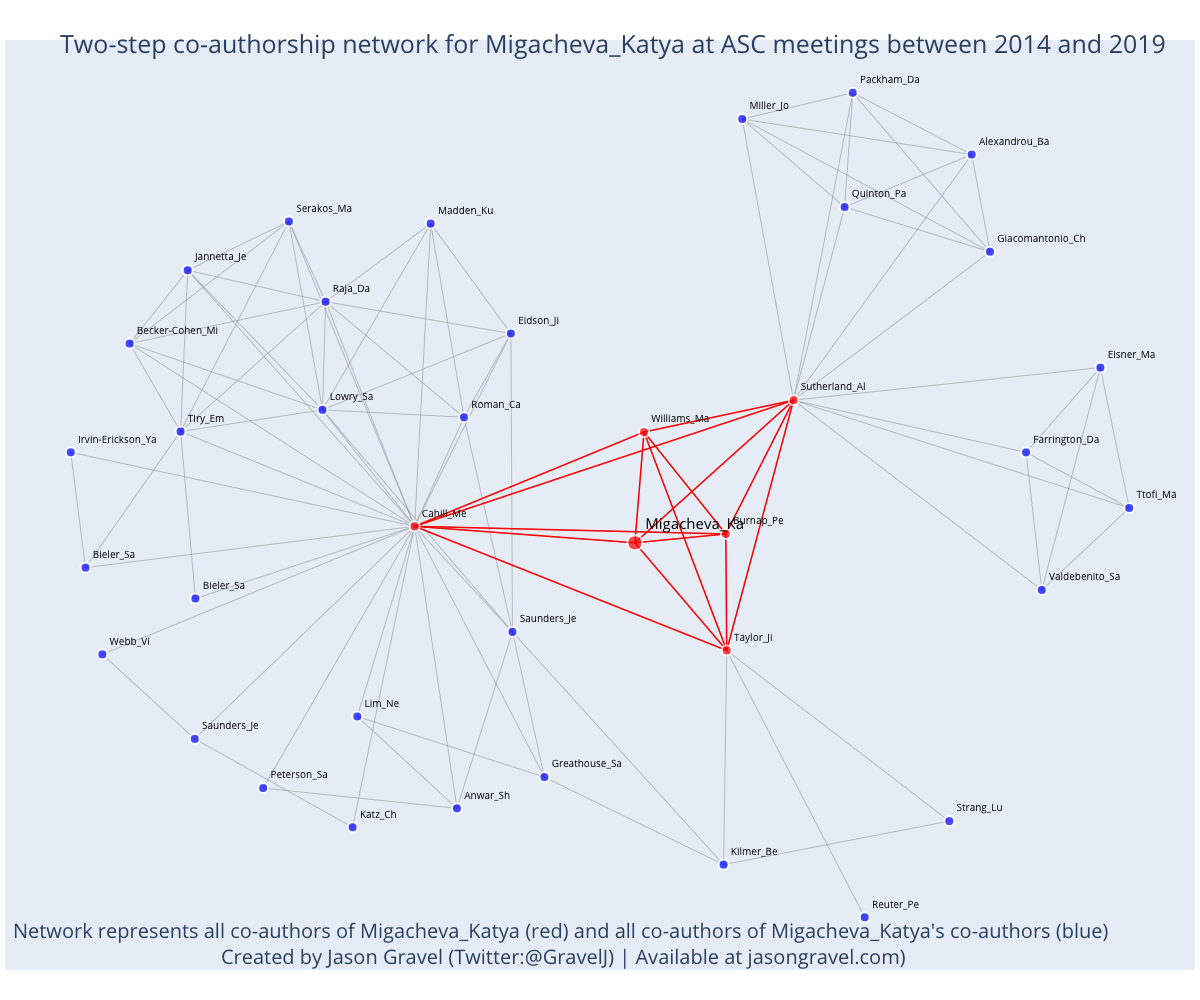 Two-step co-authorship network for Migacheva_Katya at ASC meetings between 2014 and 2019
Packham_Da
Miller_Jo
Alexandrou_Ba
Quinton_Pa
Serakos_Ma
Madden_Ku
Giacomantonio_Ch
Jannetta_Je
Raja_Da
Eidson_Ji
Becker-Cohen_Mi
Eisner_Ma
Sutherland_Al
Lowry_Sa
Roman_Ca
Tiry_Em
Williams_Ma
Irvin-Erickson_Ya
Farrington_Da
Ttofi_Ma
Cahill_Me
Migacheva_Ka
Burnap_Pe
Bieler_Sa
Valdebenito_Sa
Bieler_Sa
Saunders_Je
Webb_Vi
Taylor_Ji
Lim_Ne
Saunders_Je
Greathouse_Sa
Peterson_Sa
Anwar_Sh
Strang_Lu
Katz_Ch
Kilmer_Be
Reuter_Pe
Network represents all co-authors of Migacheva_Katya (red) and all co-authors of Migacheva_Katya's co-authors (blue)
Created by Jason Gravel (Twitter:@GravelJ) | Available at jasongravel.com)